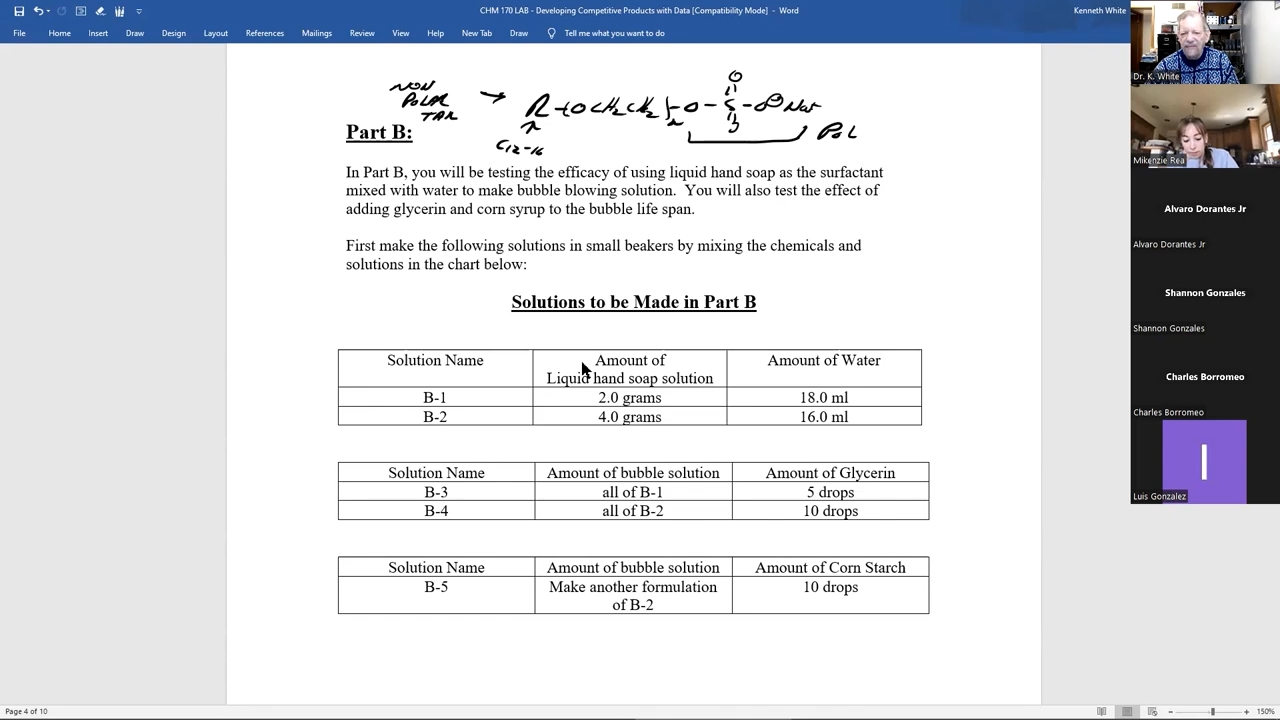 CHM 170 LAB - Developing Competitive Products with Data [Compatibility Mode] - Word
Kenneth White
File Home Insert Draw Design Layout References Mailings Review View Help New Tab Draw Tell me what you want to do
NON
POLAR
TAIL
R
C12-16
O
O
Part B:
In Part B, you will be testing the efficacy of using liquid hand soap as the surfactant
mixed with water to make bubble blowing solution. You will also test the effect of
adding glycerin and corn syrup to the bubble life span.
First make the following solutions in small beakers by mixing the chemicals and
solutions in the chart below:
Solutions to be Made in Part B
Solution Name Amount of Liquid hand soap solution Amount of Water
B-1 2.0 grams 18.0 ml
B-2 4.0 grams 16.0 ml
Solution Name Amount of bubble solution Amount of Glycerin
B-3 all of B-1 5 drops
B-4 all of B-2 10 drops
Solution Name Amount of bubble solution Amount of Corn Starch
B-5 Make another formulation of B-2 10 drops
Page 4 of 10
150%
Dr. K. White
Mikenzie Rea
Alvaro Dorantes Jr
Alvaro Dorantes Jr
Shannon Gonzales
Shannon Gonzales
Charles Borromeo
Charles Borromeo
l
Luis Gonzalez